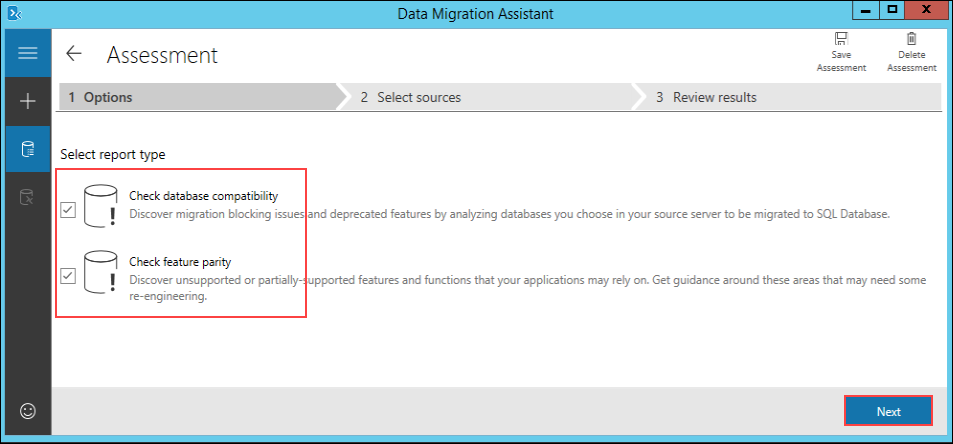 Data Migration Assistant
Assessment
Save
Assessment
Delete
Assessment
1 Options
2 Select sources
3 Review results
Select report type
Check database compatibility
Discover migration blocking issues and deprecated features by analyzing databases you choose in your source server to be migrated to SQL Database.
Check feature parity
Discover unsupported or partially-supported features and functions that your applications may rely on. Get guidance around these areas that may need some
re-engineering.
Next